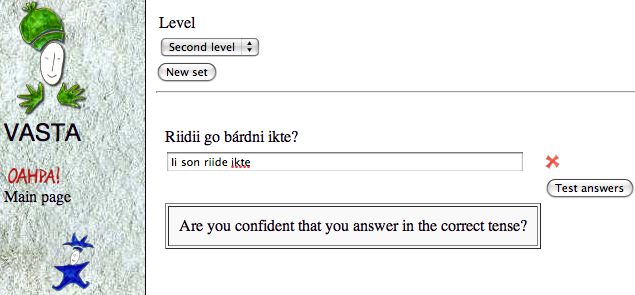 Level
Second level
New set
VASTA
OAHPA!
Main page
Riidii go bárdni ikte?
Ii son riide ikte
Test answers
Are you confident that you answer in the correct tense?